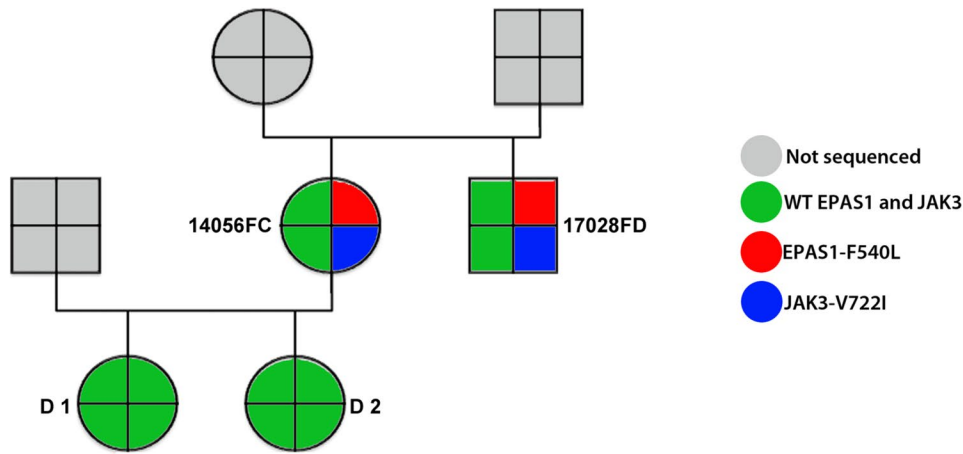 Not sequenced
14056FC
17028FD
WT EPAS1 and JAK3
EPAS1-F540L
JAK3-V722I
D 1
D 2